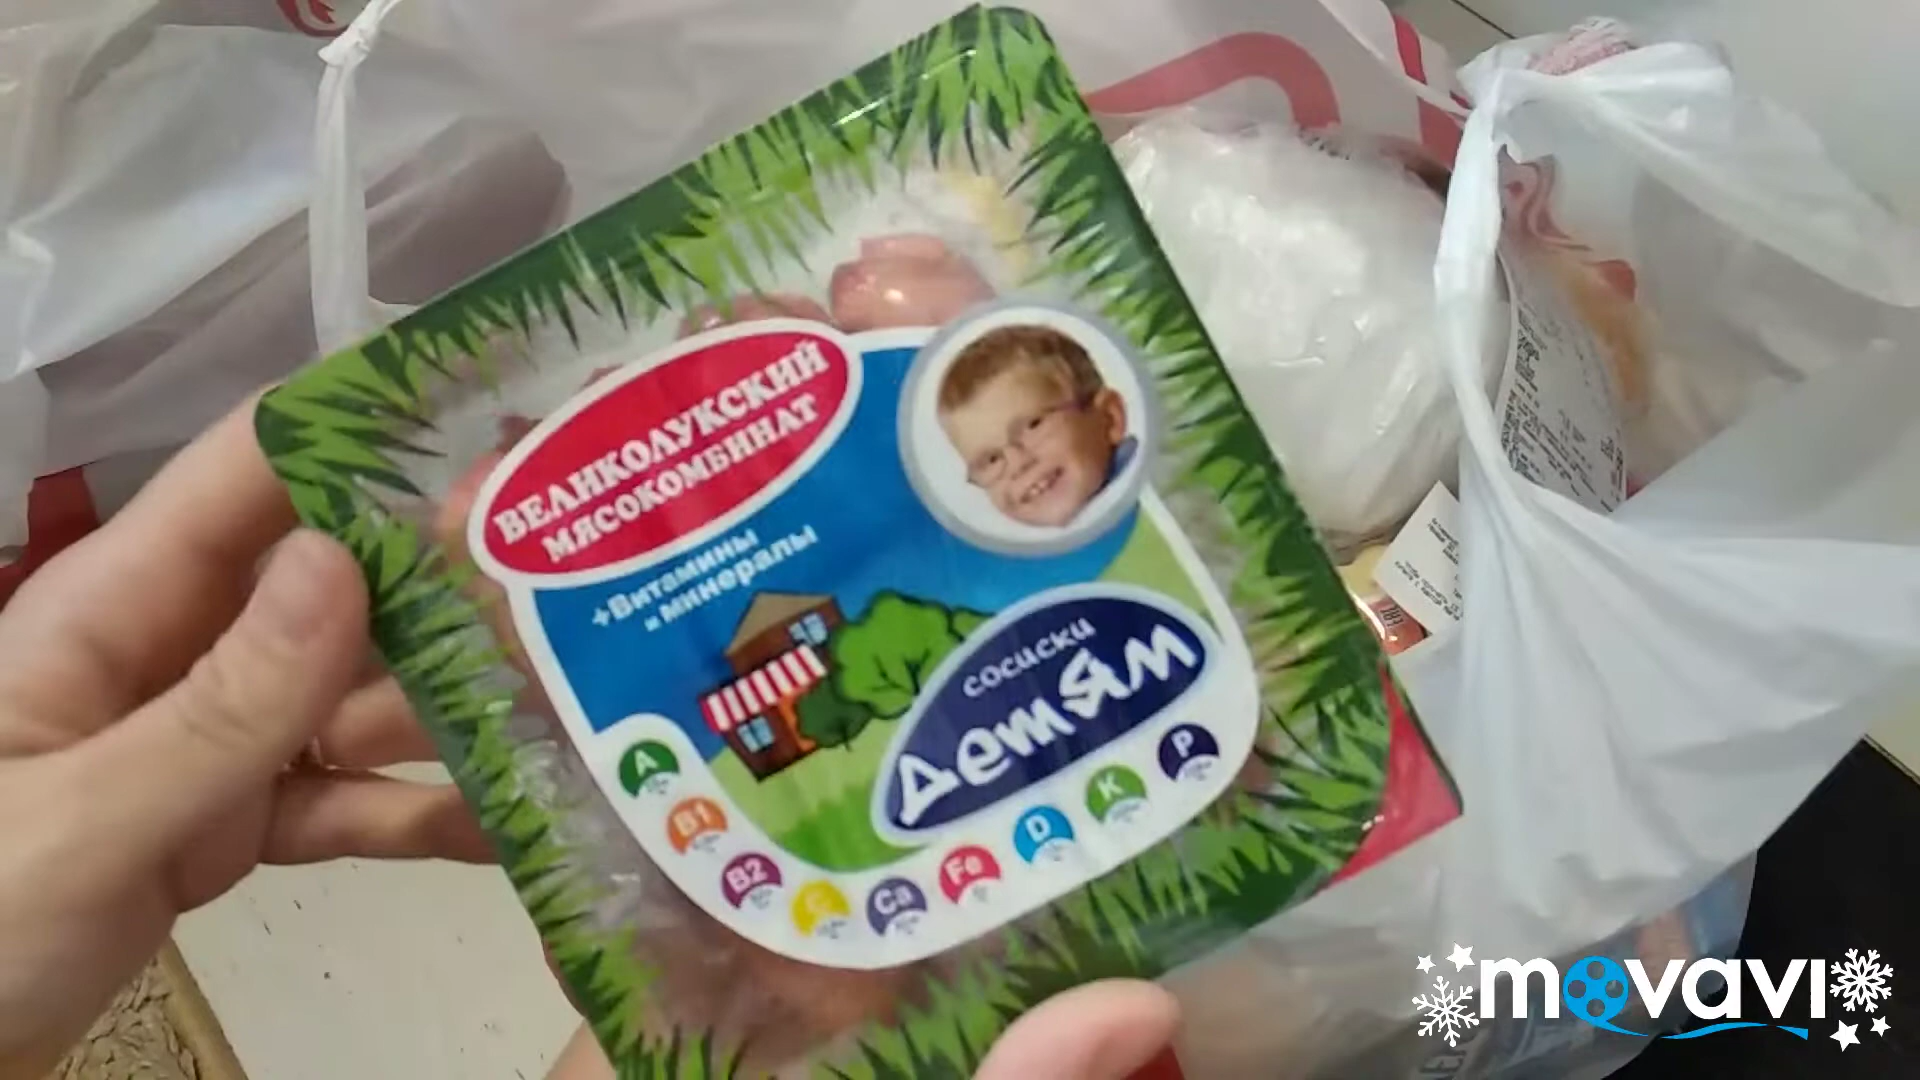 ВЕЛИКОЛУКСКИЙ
МЯСОКОМБИНАТ
+Витамины
и минералы
сосиски
ДетЯм
A
B1
B2
C
Ca
Fe
D
K
P
movavi